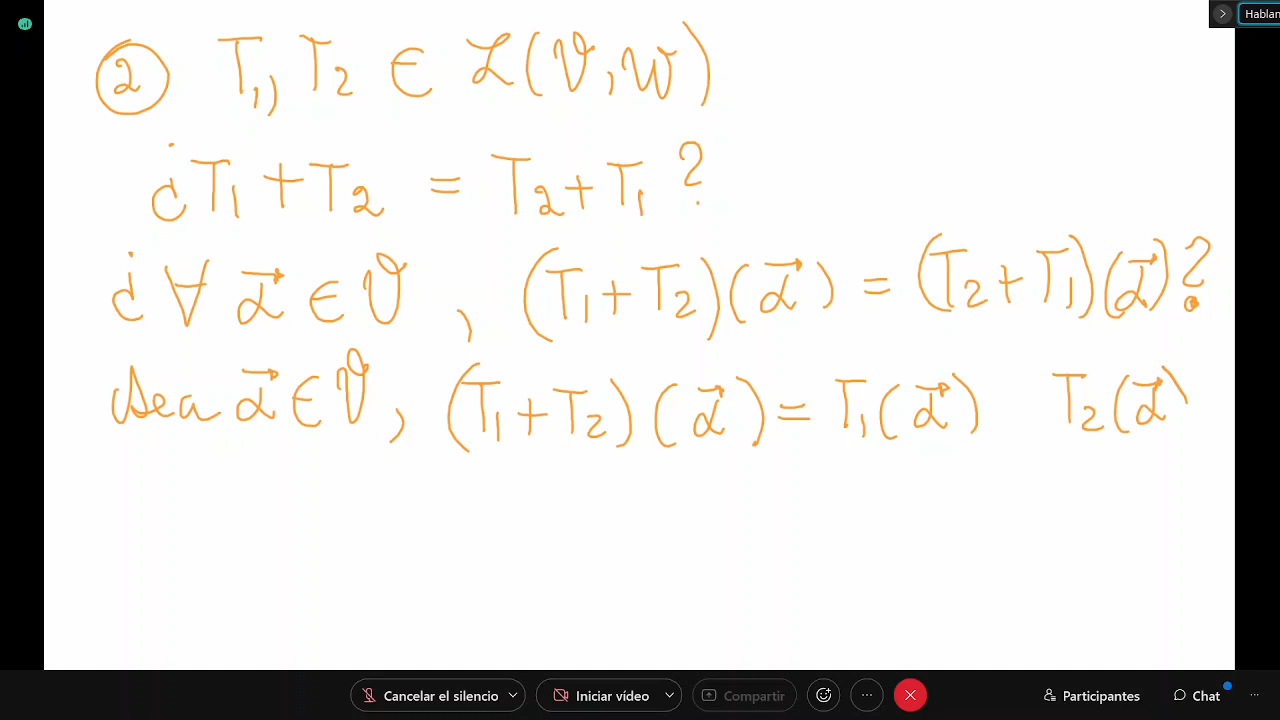 Hablan
② T₁, T₂ ∈ ℒ(V, W)
¿T₁ + T₂ = T₂ + T₁?
¿∀ α⃗ ∈ V, (T₁ + T₂)(α⃗) = (T₂ + T₁)(α⃗)?
Sea α⃗ ∈ V, (T₁ + T₂)(α⃗) = T₁(α⃗) T₂(α⃗)
Cancelar el silencio Iniciar vídeo Compartir Participantes Chat